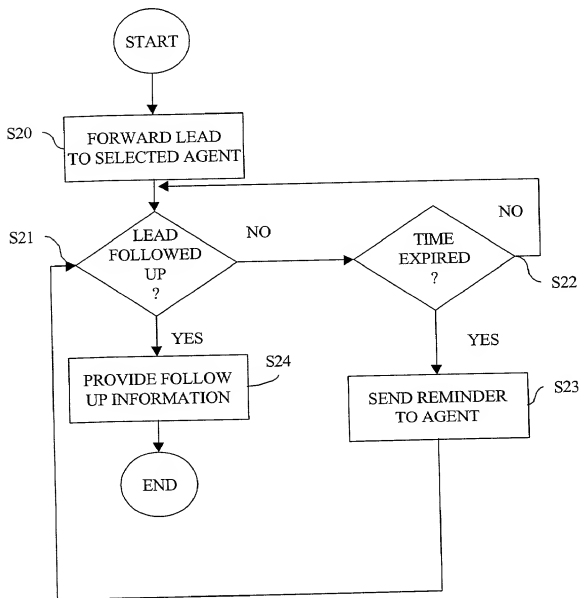 START
S20
FORWARD LEAD
TO SELECTED AGENT
S21
LEAD
FOLLOWED
UP
?
NO
TIME
EXPIRED
?
NO
S22
YES
YES
S24
PROVIDE FOLLOW
UP INFORMATION
S23
SEND REMINDER
TO AGENT
END